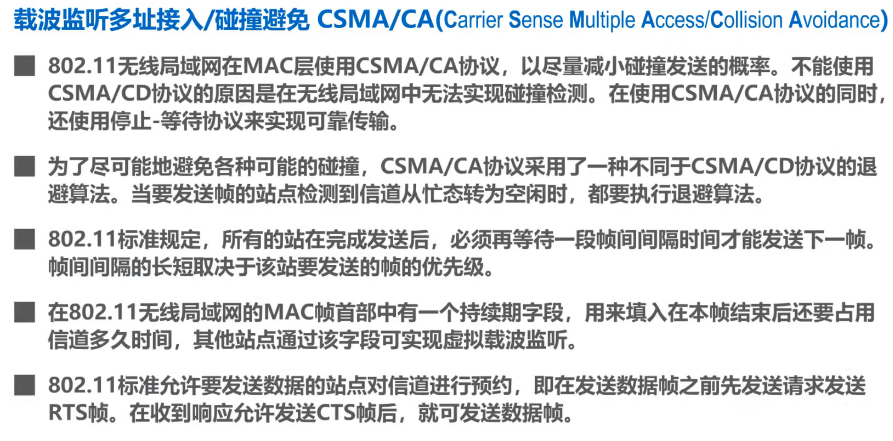 载波监听多址接入/碰撞避免 CSMA/CA(Carrier Sense Multiple Access/Collision Avoidance)
802.11无线局域网在MAC层使用CSMA/CA协议，以尽量减小碰撞发送的概率。不能使用
CSMA/CD协议的原因是在无线局域网中无法实现碰撞检测。在使用CSMA/CA协议的同时，
还使用停止-等待协议来实现可靠传输。
为了尽可能地避免各种可能的碰撞，CSMA/CA协议采用了一种不同于CSMA/CD协议的退
避算法。当要发送帧的站点检测到信道从忙态转为空闲时，都要执行退避算法。
802.11标准规定，所有的站在完成发送后，必须再等待一段帧间间隔时间才能发送下一帧。
帧间间隔的长短取决于该站要发送的帧的优先级。
在802.11无线局域网的MAC帧首部中有一个持续期字段，用来填入在本帧结束后还要占用
信道多久时间，其他站点通过该字段可实现虚拟载波监听。
802.11标准允许要发送数据的站点对信道进行预约，即在发送数据帧之前先发送请求发送
RTS帧。在收到响应允许发送CTS帧后，就可发送数据帧。